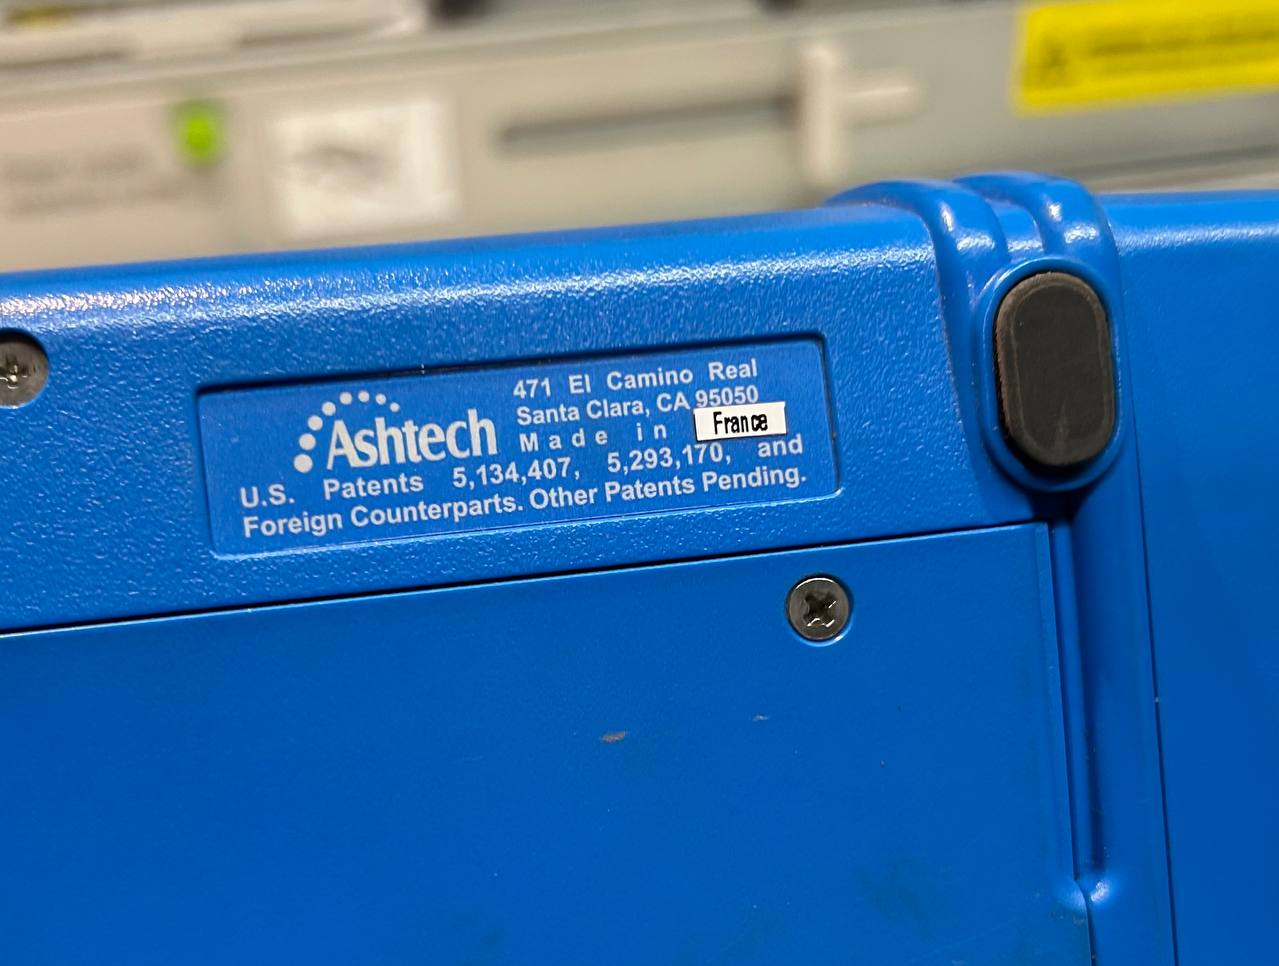 Ashtech
471 El Camino Real
Santa Clara, CA 95050
Made in France
U.S. Patents 5,134,407, 5,293,170, and
Foreign Counterparts. Other Patents Pending.